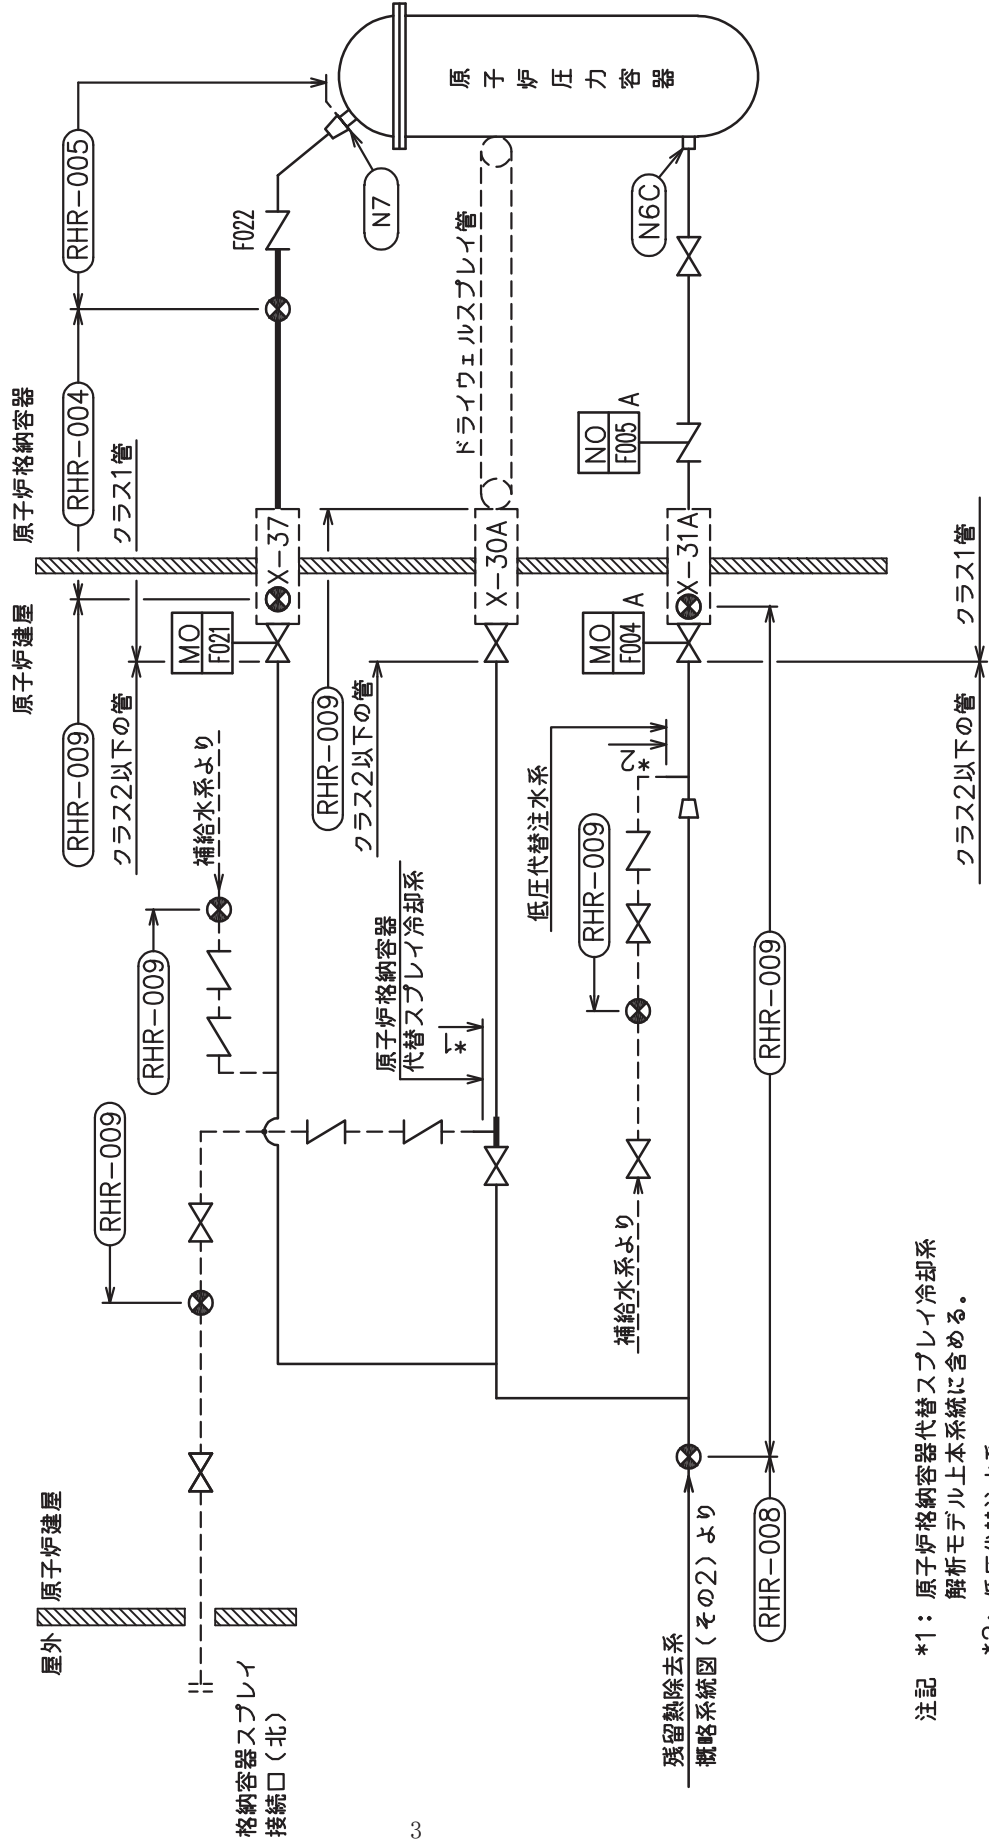 原子炉建屋
原子炉格納容器
RHR-009
RHR-004
RHR-005
クラス2以下の管
クラス1管
補給水系より
RHR-009
RHR-009
MO
F021
X-37
F022
N7
原子炉圧力容器
屋外
原子炉建屋
格納容器スプレイ
接続口（北）
RHR-009
クラス2以下の管
原子炉格納容器
代替スプレイ冷却系
*1
X-30A
ドライウェルスプレイ管
低圧代替注水系
*2
RHR-009
補給水系より
MO
F004
A
X-31A
NO
F005
A
N6C
残留熱除去系
概略系統図（その2）より
RHR-008
RHR-009
クラス2以下の管
クラス1管
注記 *1：原子炉格納容器代替スプレイ冷却系
解析モデル上本系統に含める。
3